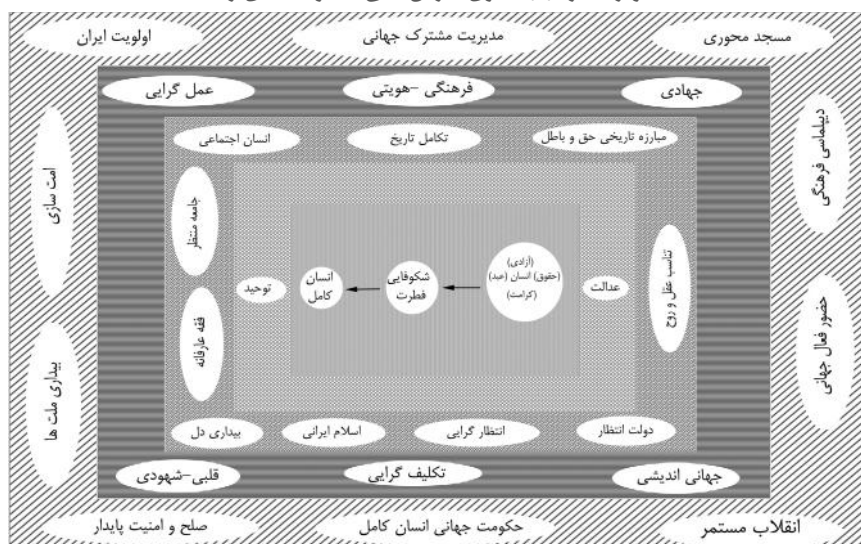 مسجد محوری
مدیریت مشترک جهانی
اولویت ایران
جهادی
فرهنگی -هویتی
عمل گرایی
مبارزه تاریخی حق و باطل
تکامل تاریخ
انسان اجتماعی
دیپلماسی فرهنگی
حضور فعال جهانی
تناسب عقل و روح
عدالت
(آزادی)
(حقوق) انسان (عبد)
(کرامت)
شکوفایی
فطرت
انسان
کامل
توحید
جامعه منتظر
فقه عارفانه
امت سازی
بیداری ملت ها
دولت انتظار
انتظار گرایی
اسلام ایرانی
بیداری دل
جهانی اندیشی
تکلیف گرایی
قلبی-شهودی
انقلاب مستمر
حکومت جهانی انسان کامل
صلح و امنیت پایدار